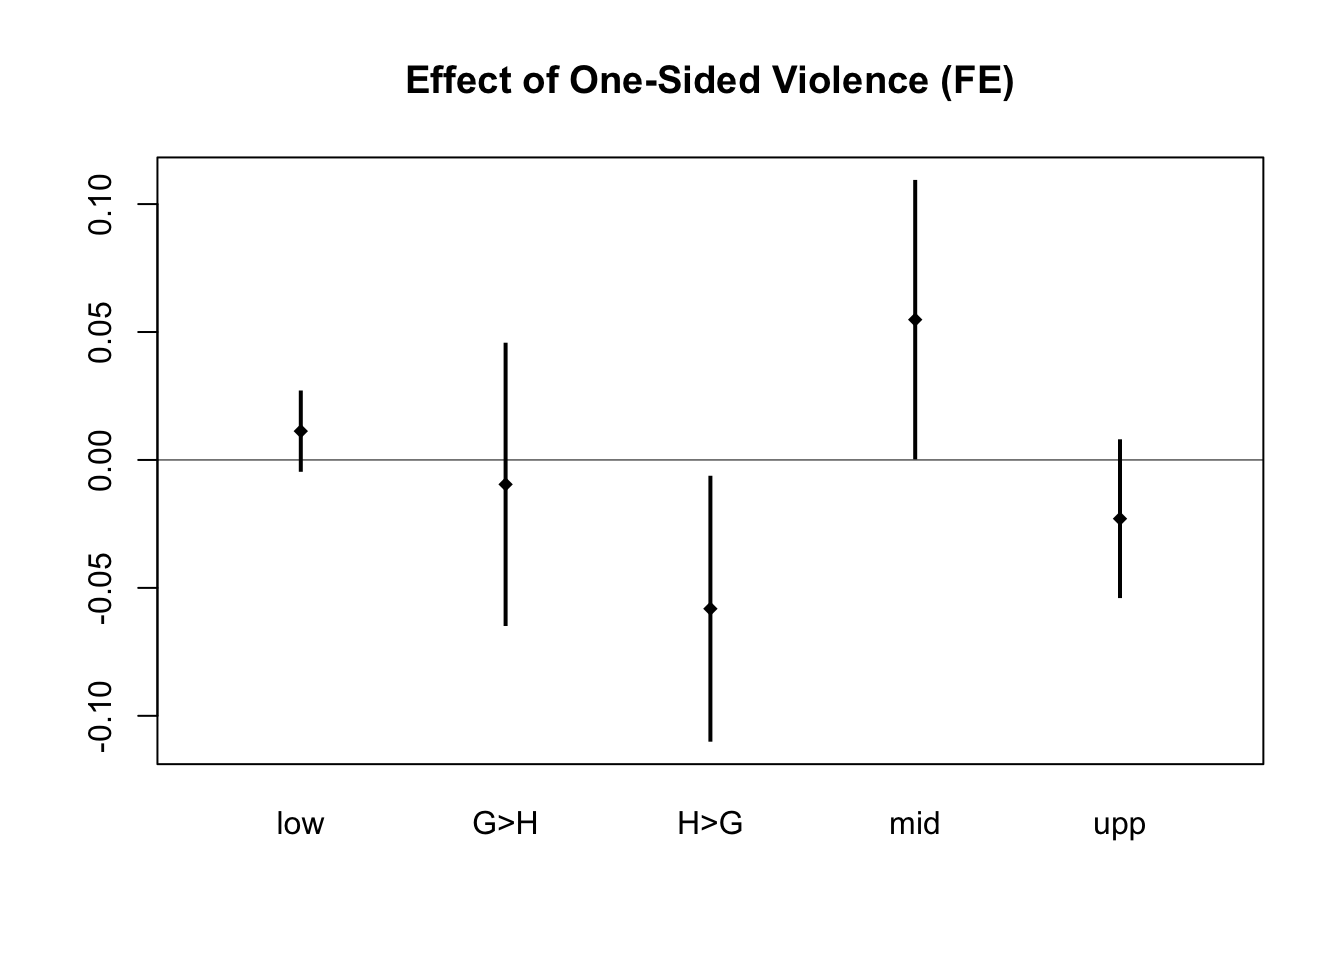 Effect of One-Sided Violence (FE)
0.10
0.05
0.00
-0.05
-0.10
low G>H H>G mid upp